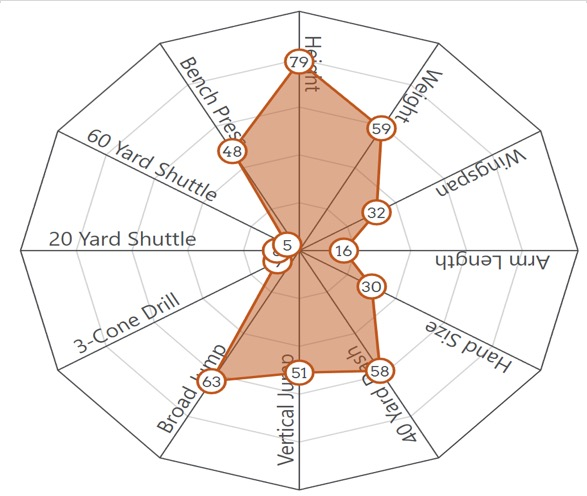 Height
79
Weight
59
Wingspan
32
Arm Length
16
Hand Size
30
40 Yard Dash
58
Vertical Jump
51
Broad Jump
63
3-Cone Drill
20 Yard Shuttle
60 Yard Shuttle
5
Bench Press
48